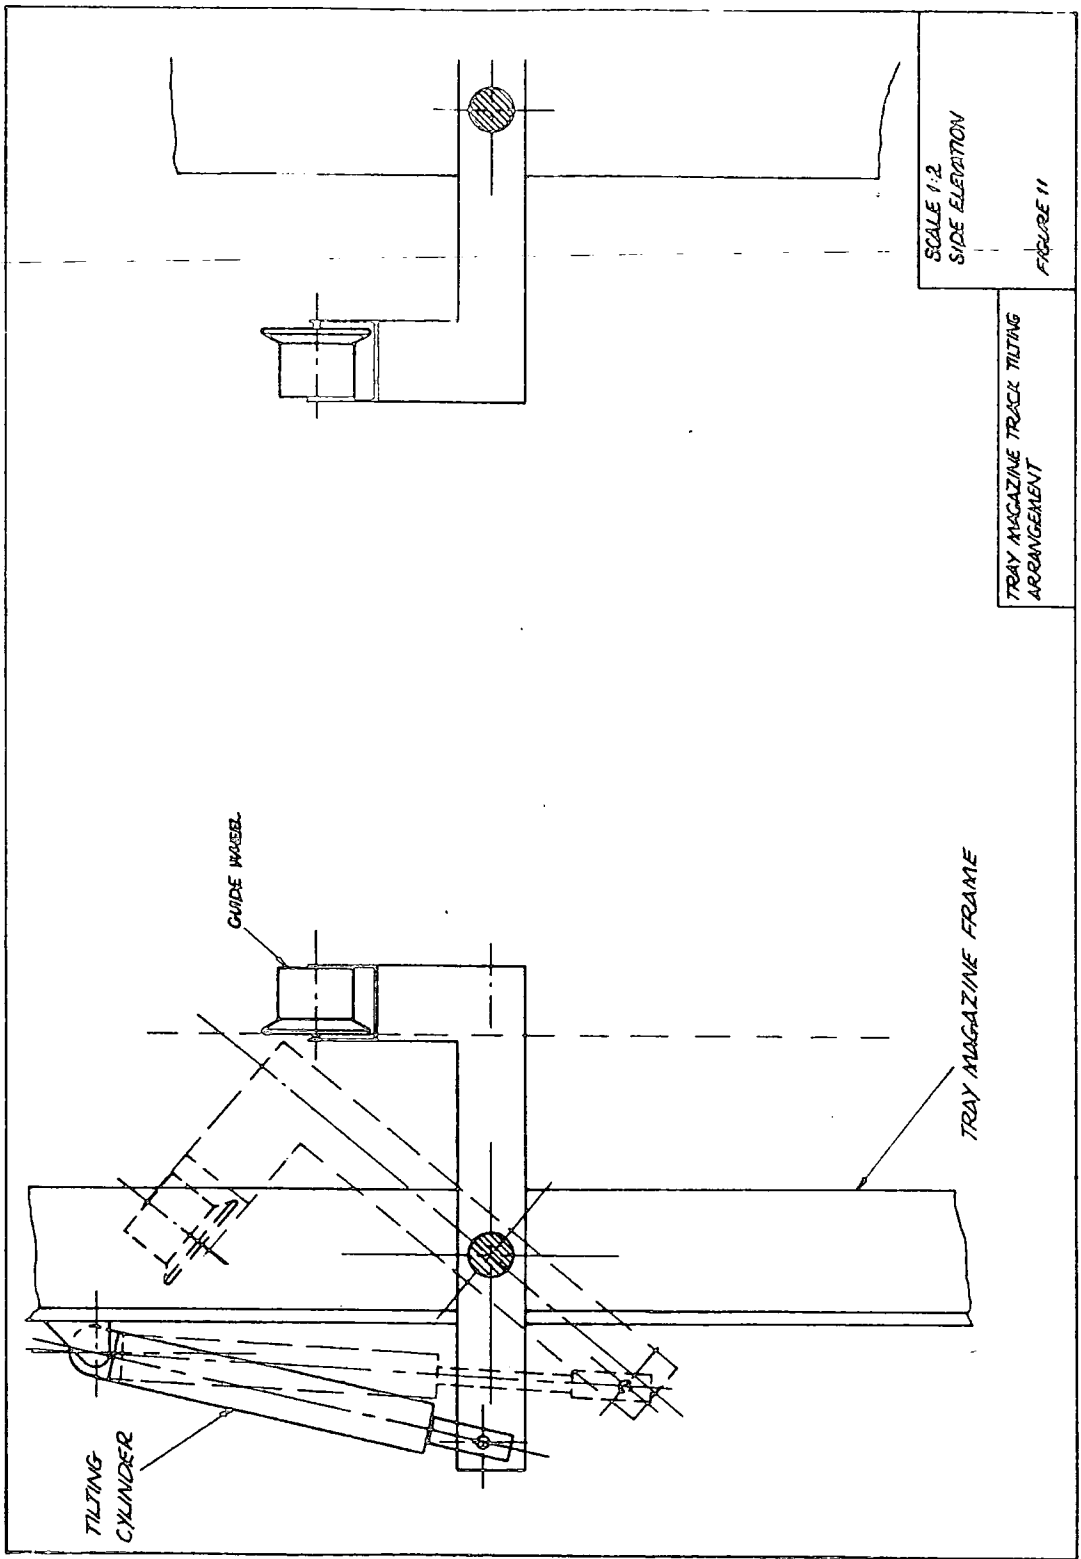 TILTING
CYLINDER
GUIDE WHEEL
TRAY MAGAZINE FRAME
TRAY MAGAZINE TRACK TILTING
ARRANGEMENT
SCALE 1:2
SIDE ELEVATION
FIGURE 11